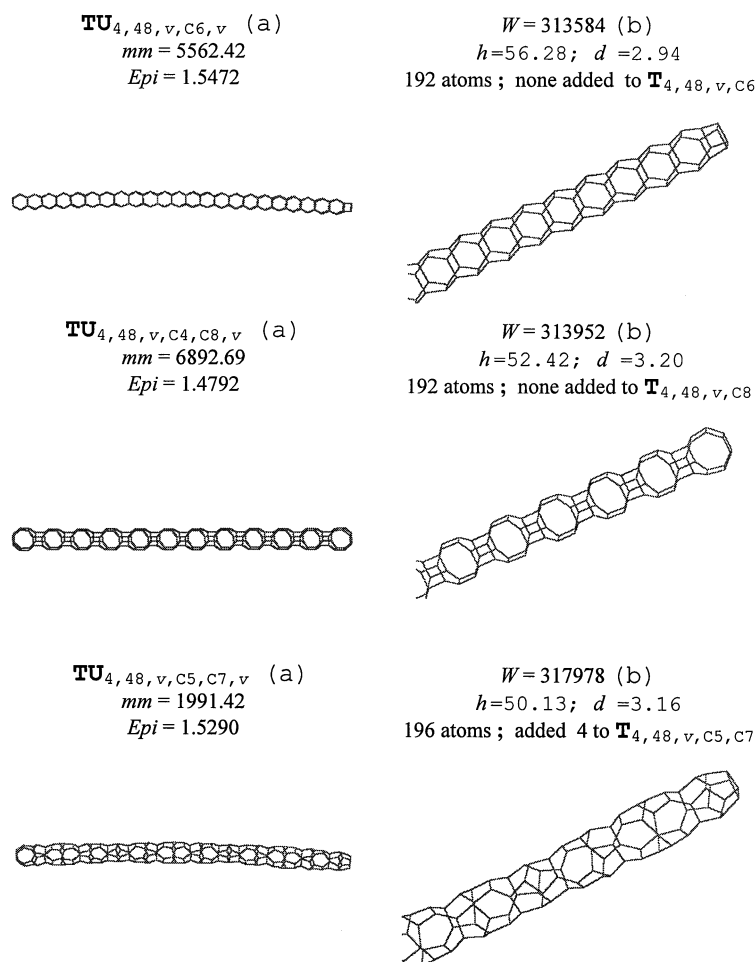 TU4,48,v,C6,v (a)
mm = 5562.42
Epi = 1.5472
W = 313584 (b)
h=56.28; d =2.94
192 atoms ; none added to T4,48,v,C6
TU4,48,v,C4,C8,v (a)
mm = 6892.69
Epi = 1.4792
W = 313952 (b)
h=52.42; d =3.20
192 atoms ; none added to T4,48,v,C8
TU4,48,v,C5,C7,v (a)
mm = 1991.42
Epi = 1.5290
W = 317978 (b)
h=50.13; d =3.16
196 atoms ; added 4 to T4,48,v,C5,C7